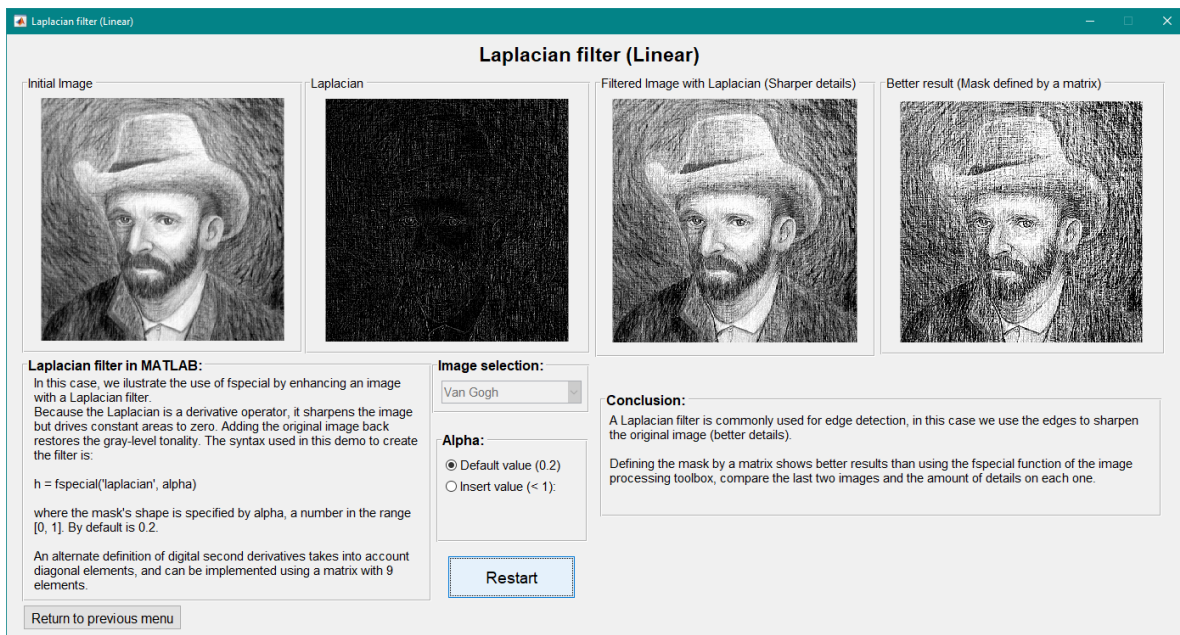 Laplacian filter (Linear)
Laplacian filter (Linear)
Initial Image
Laplacian
Filtered Image with Laplacian (Sharper details)
Better result (Mask defined by a matrix)
Laplacian filter in MATLAB:
In this case, we ilustrate the use of fspecial by enhancing an image
with a Laplacian filter.
Because the Laplacian is a derivative operator, it sharpens the image
but drives constant areas to zero. Adding the original image back
restores the gray-level tonality. The syntax used in this demo to create
the filter is:
h = fspecial('laplacian', alpha)
where the mask's shape is specified by alpha, a number in the range
[0, 1]. By default is 0.2.
An alternate definition of digital second derivatives takes into account
diagonal elements, and can be implemented using a matrix with 9
elements.
Return to previous menu
Image selection:
Van Gogh
Alpha:
Default value (0.2)
Insert value (< 1):
Restart
Conclusion:
A Laplacian filter is commonly used for edge detection, in this case we use the edges to sharpen
the original image (better details).
Defining the mask by a matrix shows better results than using the fspecial function of the image
processing toolbox, compare the last two images and the amount of details on each one.